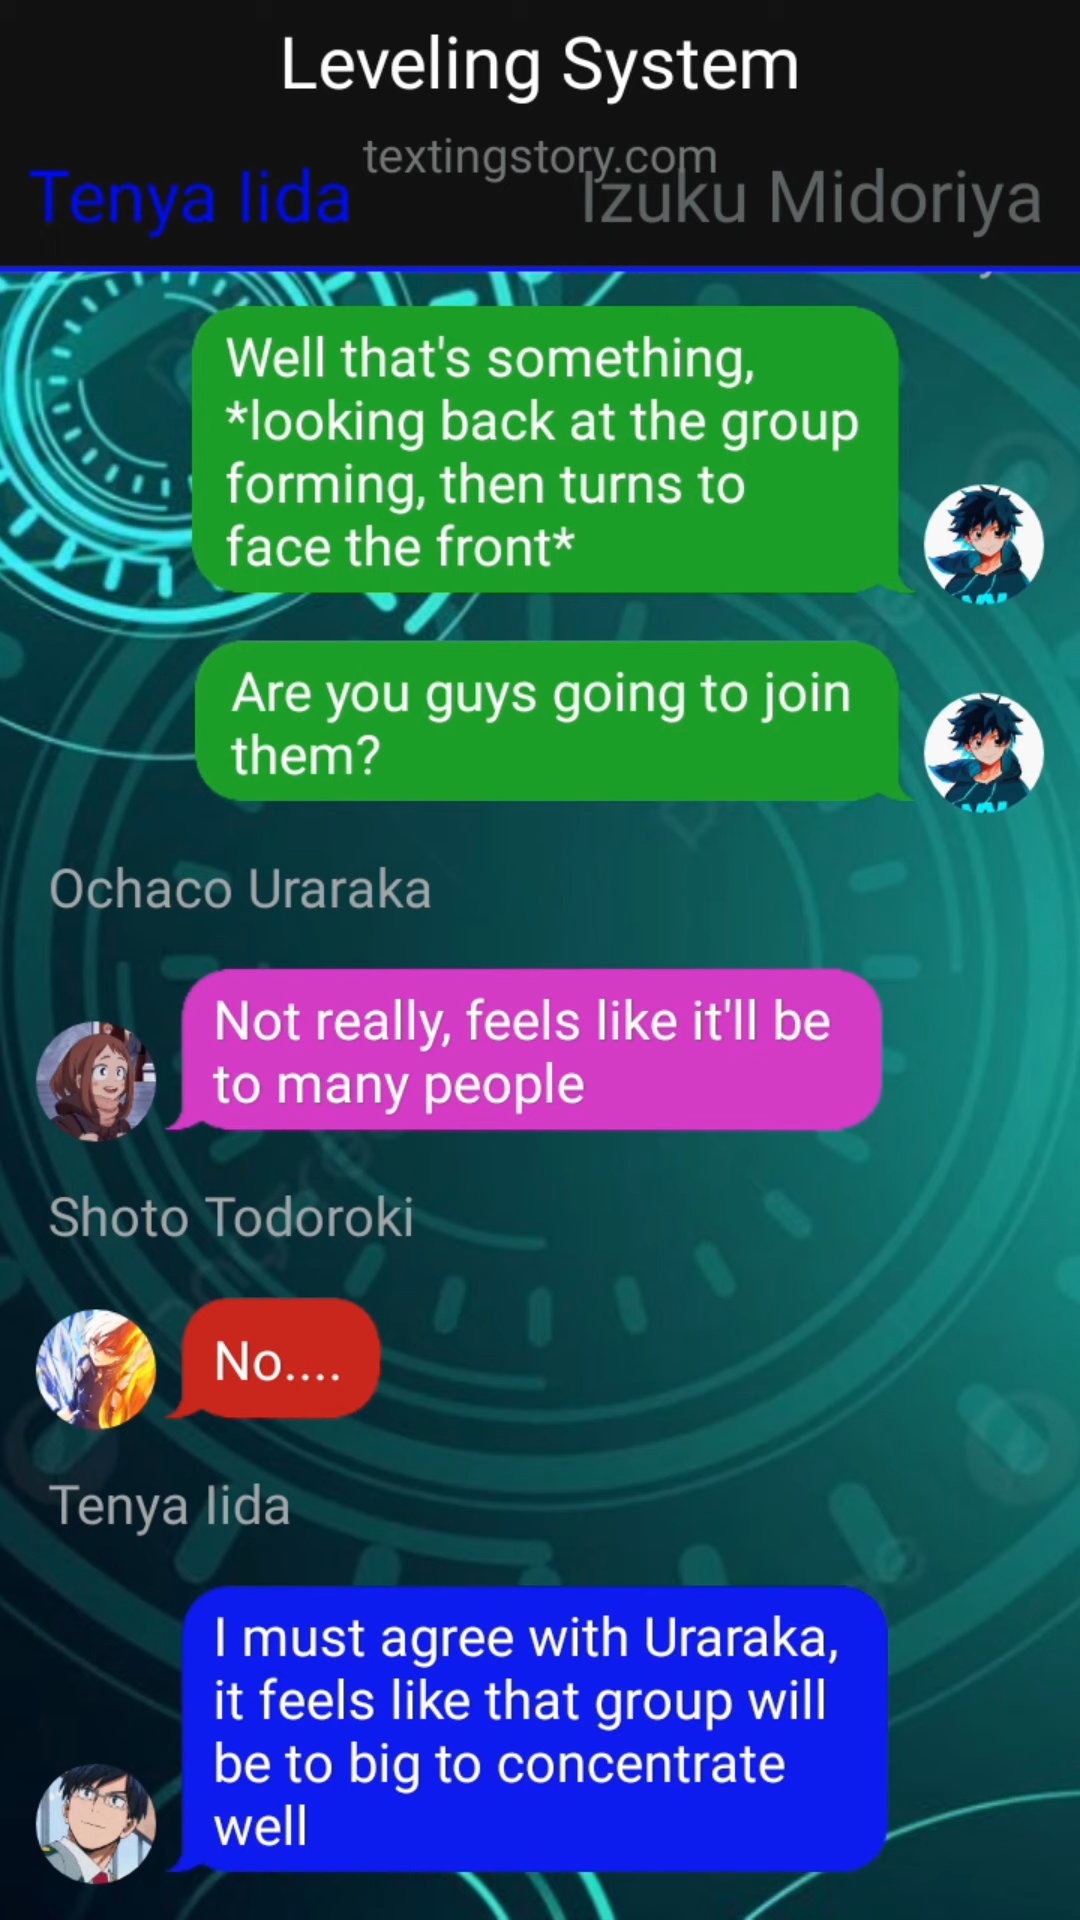 Leveling System
textingstory.com
Tenya Iida
Izuku Midoriya
Well that's something,
*looking back at the group
forming, then turns to
face the front*
Are you guys going to join
them?
Ochaco Uraraka
Not really, feels like it'll be
to many people
Shoto Todoroki
No....
Tenya Iida
I must agree with Uraraka,
it feels like that group will
be to big to concentrate
well